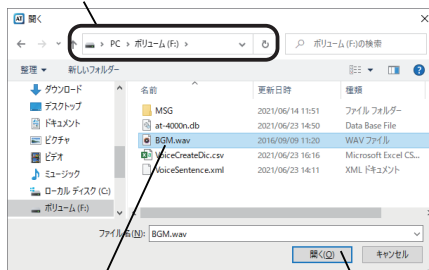 AT 開く
PC › ボリューム (F:) ›
ボリューム (F:)の検索
整理 新しいフォルダー
ダウンロード
デスクトップ
ドキュメント
ピクチャ
ビデオ
ミュージック
ローカル ディスク (C:)
ボリューム (F:)
名前 更新日時 種類
MSG 2021/06/14 11:51 ファイル フォルダー
at-4000n.db 2021/06/23 14:50 Data Base File
BGM.wav 2016/09/09 11:20 WAV ファイル
VoiceCreateDic.csv 2021/06/23 16:16 Microsoft Excel CS...
VoiceSentence.xml 2021/06/23 14:11 XML ドキュメント
ファイル名(N): BGM.wav
開く(O) キャンセル